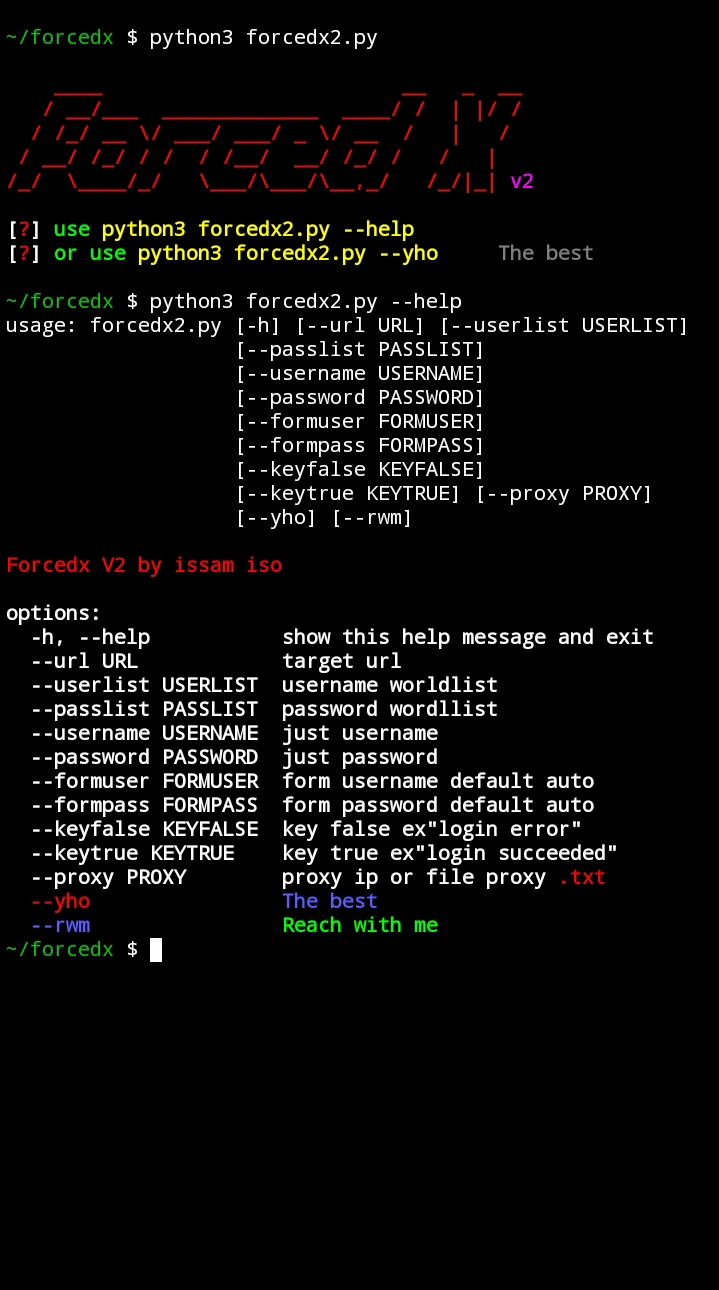 ~/forcedx $ python3 forcedx2.py
Forced X v2
[?] use python3 forcedx2.py --help
[?] or use python3 forcedx2.py --yho     The best
~/forcedx $ python3 forcedx2.py --help
usage: forcedx2.py [-h] [--url URL] [--userlist USERLIST]
                   [--passlist PASSLIST]
                   [--username USERNAME]
                   [--password PASSWORD]
                   [--formuser FORMUSER]
                   [--formpass FORMPASS]
                   [--keyfalse KEYFALSE]
                   [--keytrue KEYTRUE] [--proxy PROXY]
                   [--yho] [--rwm]
Forcedx V2 by issam iso
options:
  -h, --help           show this help message and exit
  --url URL            target url
  --userlist USERLIST  username worldlist
  --passlist PASSLIST  password wordllist
  --username USERNAME  just username
  --password PASSWORD  just password
  --formuser FORMUSER  form username default auto
  --formpass FORMPASS  form password default auto
  --keyfalse KEYFALSE  key false ex"login error"
  --keytrue KEYTRUE    key true ex"login succeeded"
  --proxy PROXY        proxy ip or file proxy .txt
  --yho                The best
  --rwm                Reach with me
~/forcedx $